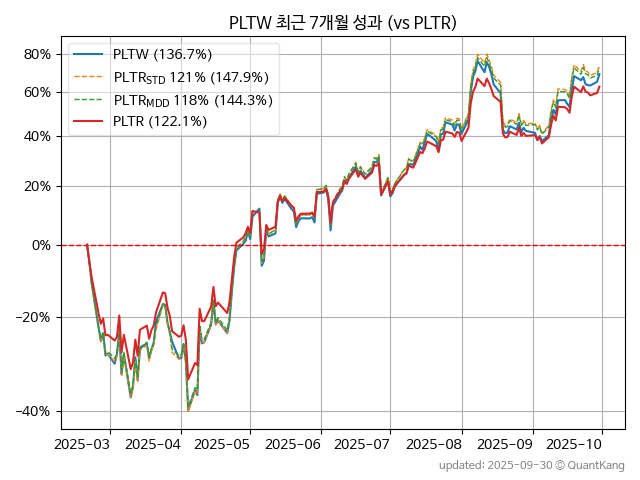 PLTW 최근 7개월 성과 (vs PLTR)
80%
60%
40%
20%
0%
−20%
−40%
PLTW (136.7%)
PLTR_STD 121% (147.9%)
PLTR_MDD 118% (144.3%)
PLTR (122.1%)
2025-03 2025-04 2025-05 2025-06 2025-07 2025-08 2025-09 2025-10
updated: 2025-09-30 © QuantKang